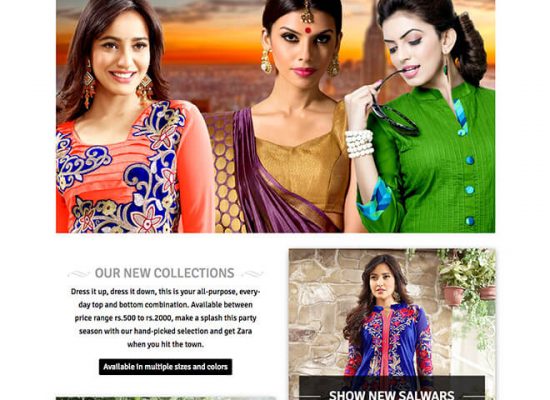 OUR NEW COLLECTIONS
Dress it up, dress it down, this is your all-purpose, every-
day top and bottom combination. Available between
price range rs.500 to rs.2000, make a splash this party
season with our hand-picked selection and get Zara
when you hit the town.
Available in multiple sizes and colors
SHOW NEW SALWARS